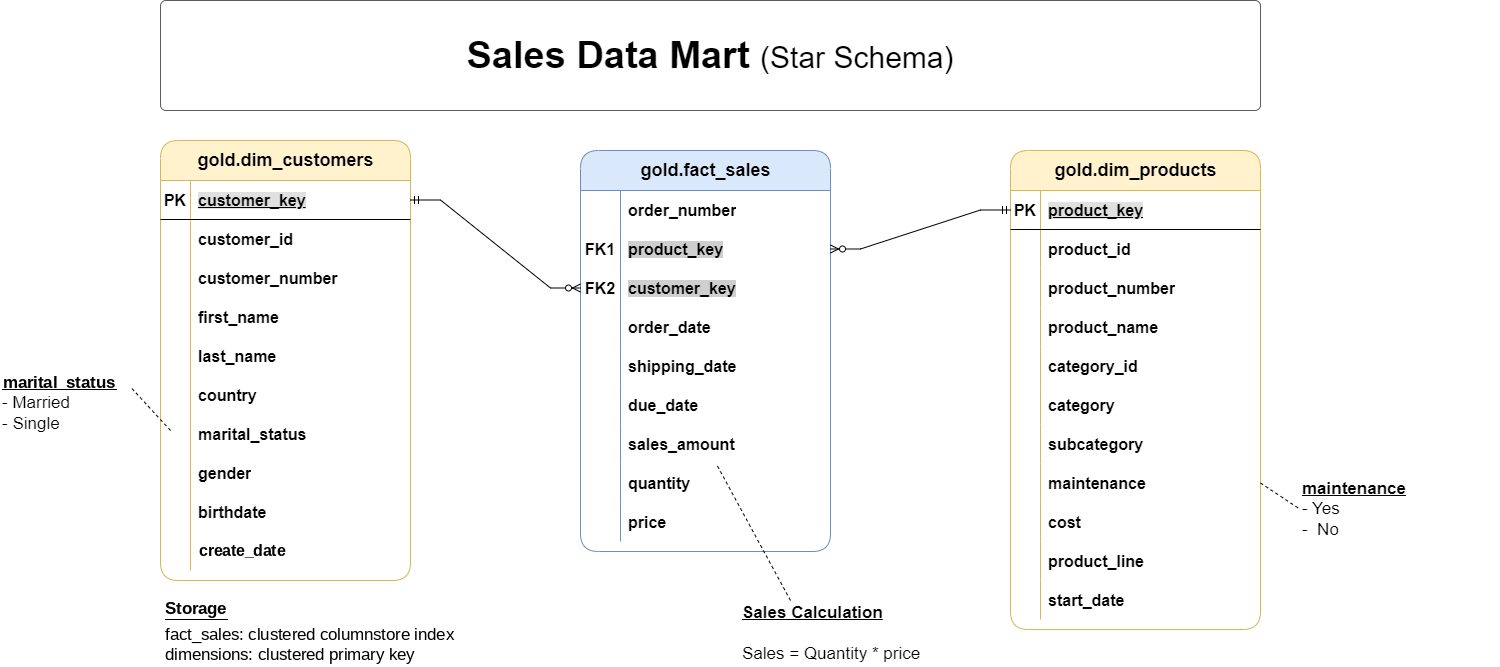 Sales Data Mart (Star Schema)
gold.dim_customers
PK customer_key
customer_id
customer_number
first_name
last_name
country
marital_status
gender
birthdate
create_date
marital_status
- Married
- Single
Storage
fact_sales: clustered columnstore index
dimensions: clustered primary key
gold.fact_sales
order_number
FK1 product_key
FK2 customer_key
order_date
shipping_date
due_date
sales_amount
quantity
price
Sales Calculation
Sales = Quantity * price
gold.dim_products
PK product_key
product_id
product_number
product_name
category_id
category
subcategory
maintenance
cost
product_line
start_date
maintenance
- Yes
- No